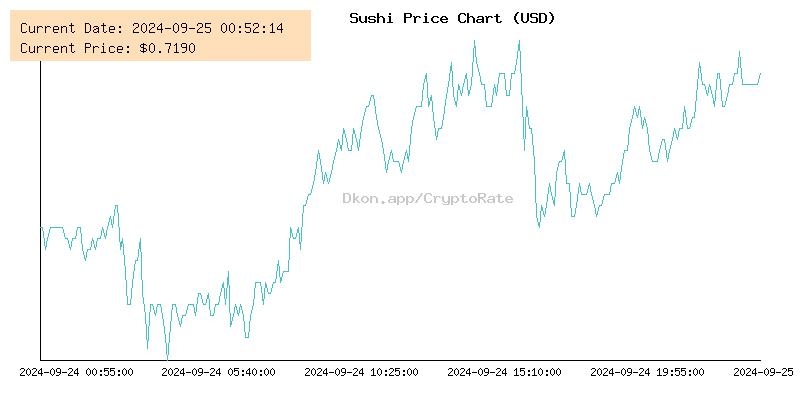 Sushi Price Chart (USD)
Current Date: 2024-09-25 00:52:14
Current Price: $0.7190
Dkon.app/CryptoRate
2024-09-24 00:55:00 2024-09-24 05:40:00 2024-09-24 10:25:00 2024-09-24 15:10:00 2024-09-24 19:55:00 2024-09-25